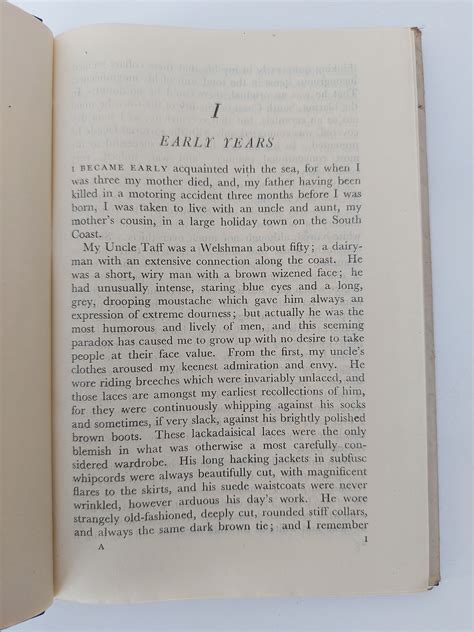 I
EARLY YEARS
I BECAME EARLY acquainted with the sea, for when I
was three my mother died, and, my father having been
killed in a motoring accident three months before I was
born, I was taken to live with an uncle and aunt, my
mother's cousin, in a large holiday town on the South
Coast.
My Uncle Taff was a Welshman about fifty; a dairy-
man with an extensive connection along the coast. He
was a short, wiry man with a brown wizened face; he
had unusually intense, staring blue eyes and a long,
grey, drooping moustache which gave him always an
expression of extreme dourness; but actually he was the
most humorous and lively of men, and this seeming
paradox has caused me to grow up with no desire to take
people at their face value. From the first, my uncle's
clothes aroused my keenest admiration and envy. He
wore riding breeches which were invariably unlaced, and
those laces are amongst my earliest recollections of him,
for they were continuously whipping against his socks
and sometimes, if very slack, against his brightly polished
brown boots. These lackadaisical laces were the only
blemish in what was otherwise a most carefully con-
sidered wardrobe. His long hacking jackets in subfusc
whipcords were always beautifully cut, with magnificent
flares to the skirts, and his suede waistcoats were never
wrinkled, however arduous his day's work. He wore
strangely old-fashioned, deeply cut, rounded stiff collars,
and always the same dark brown tie; and I remember
A 1